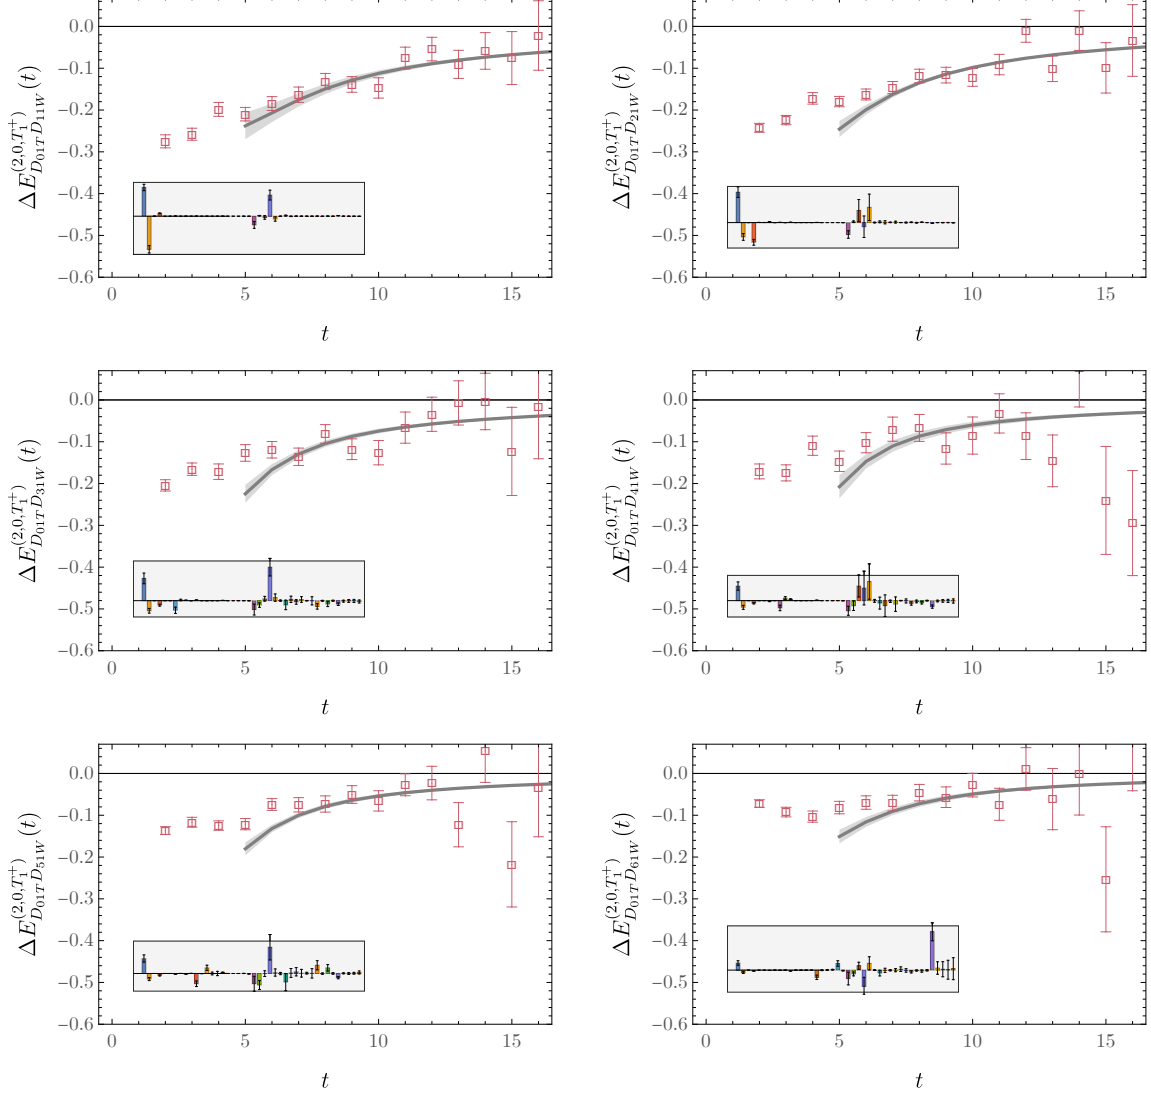 0.0
−0.1
−0.2
−0.3
−0.4
−0.5
−0.6
0 5 10 15
t
ΔE^{(2,0,T_1^+)}_{D_{01T}D_{11W}}(t)
0.0
−0.1
−0.2
−0.3
−0.4
−0.5
−0.6
0 5 10 15
t
ΔE^{(2,0,T_1^+)}_{D_{01T}D_{21W}}(t)
0.0
−0.1
−0.2
−0.3
−0.4
−0.5
−0.6
0 5 10 15
t
ΔE^{(2,0,T_1^+)}_{D_{01T}D_{31W}}(t)
0.0
−0.1
−0.2
−0.3
−0.4
−0.5
−0.6
0 5 10 15
t
ΔE^{(2,0,T_1^+)}_{D_{01T}D_{41W}}(t)
0.0
−0.1
−0.2
−0.3
−0.4
−0.5
−0.6
0 5 10 15
t
ΔE^{(2,0,T_1^+)}_{D_{01T}D_{51W}}(t)
0.0
−0.1
−0.2
−0.3
−0.4
−0.5
−0.6
0 5 10 15
t
ΔE^{(2,0,T_1^+)}_{D_{01T}D_{61W}}(t)